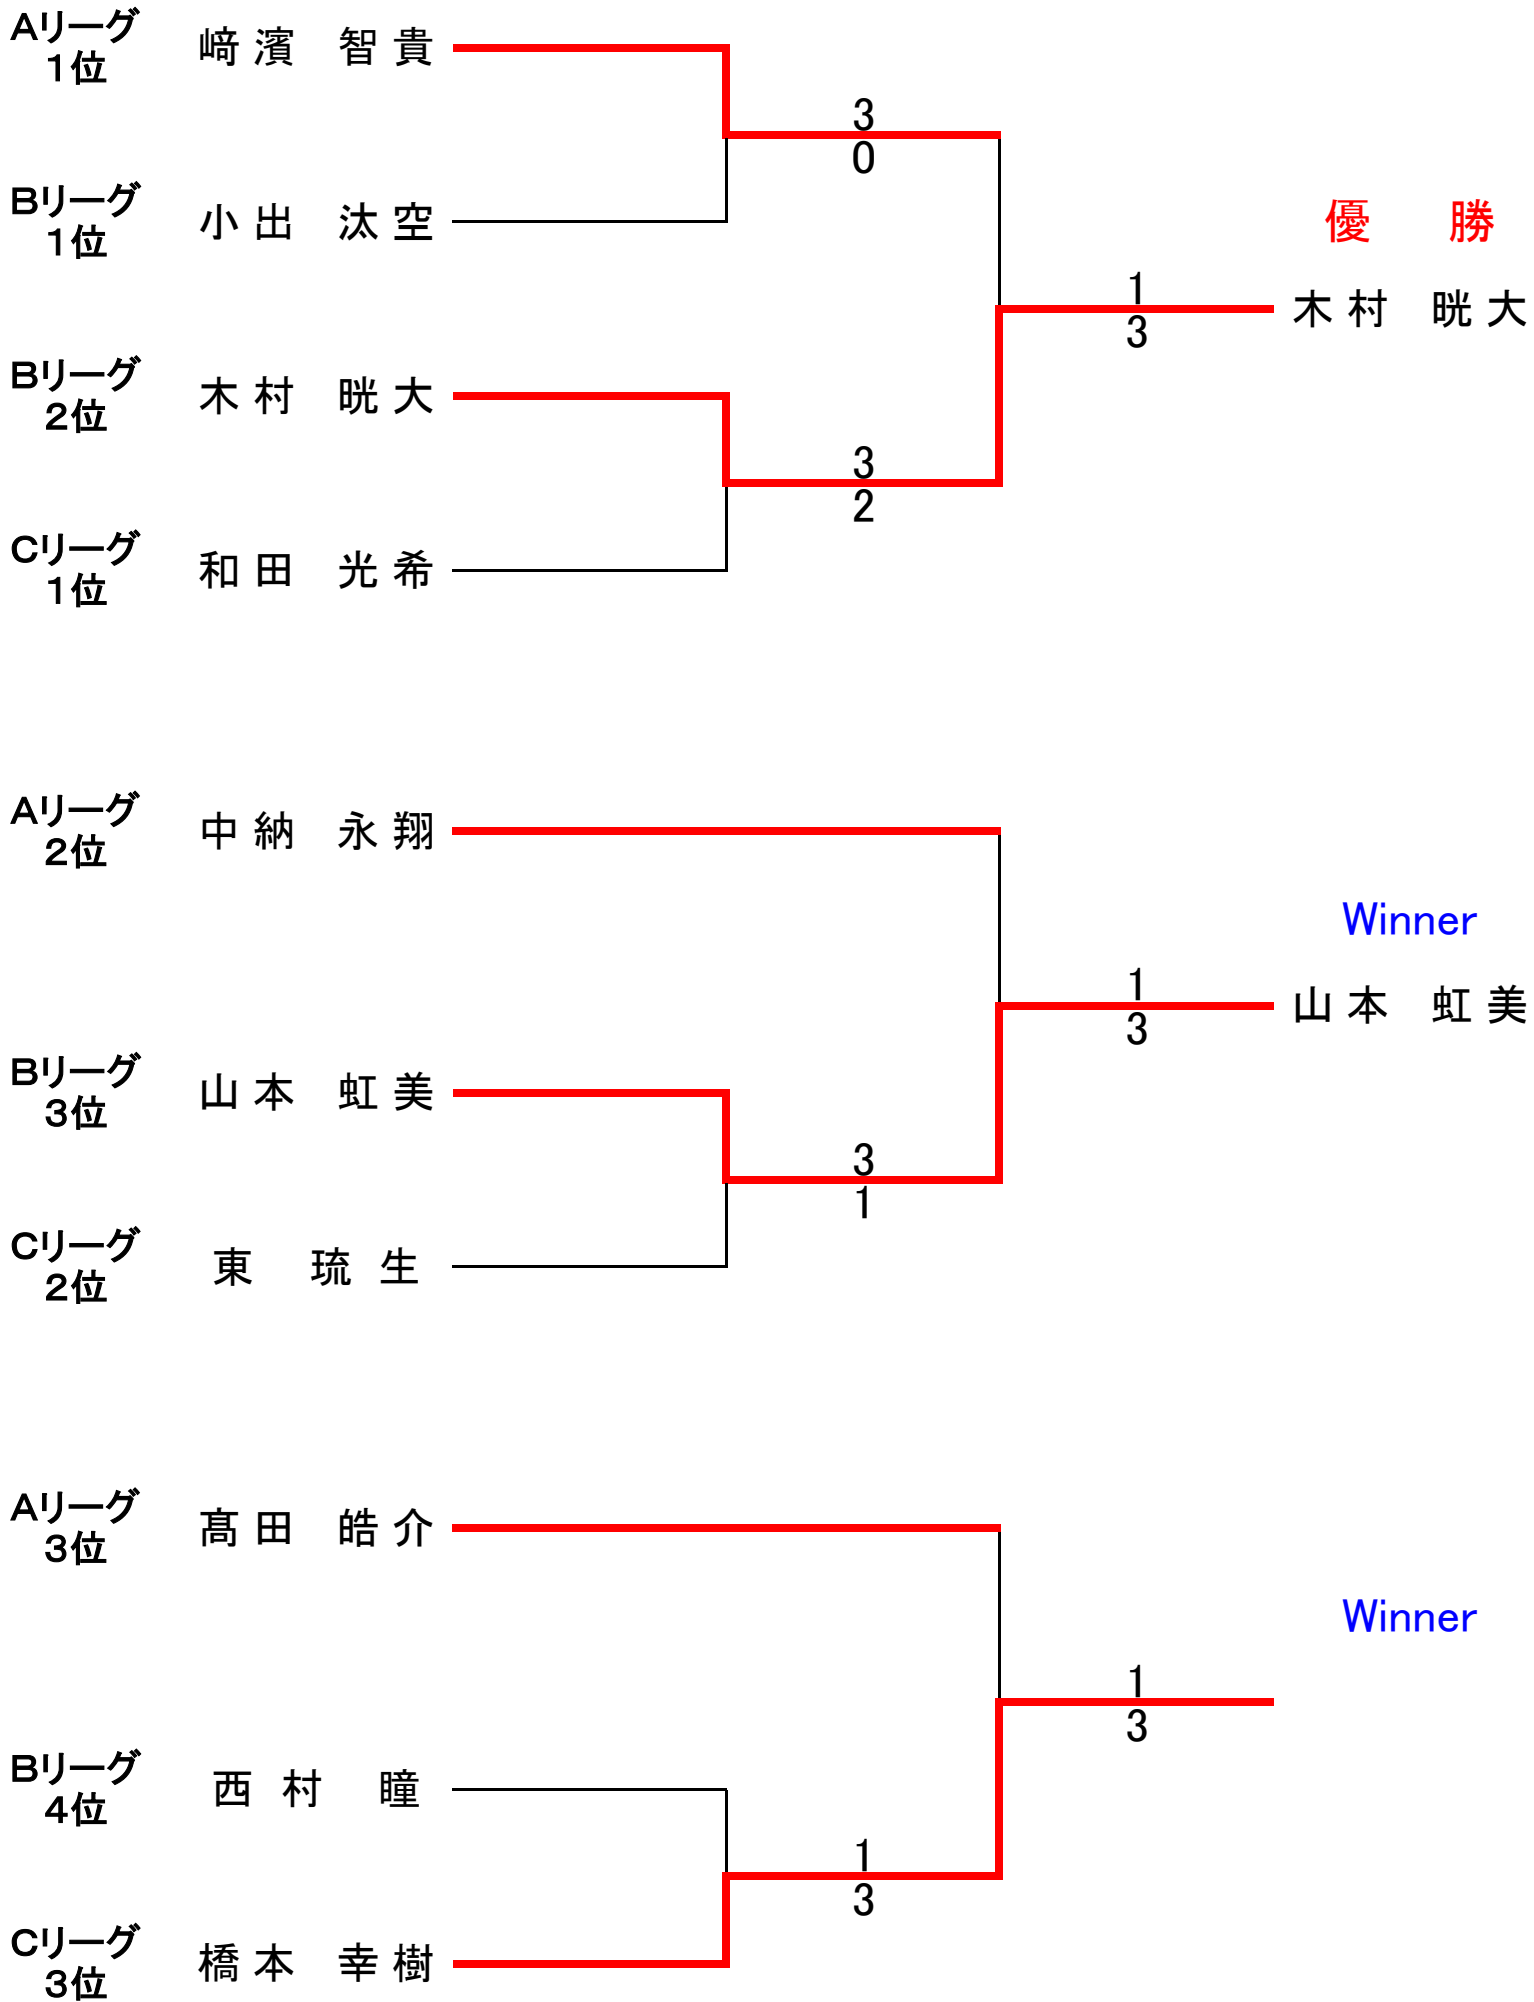 Aリーグ
1位
﨑濱 智貴
3
0
Bリーグ
1位
小出 汰空
優 勝
1
3
木村 晄大
Bリーグ
2位
木村 晄大
3
2
Cリーグ
1位
和田 光希
Aリーグ
2位
中納 永翔
Winner
1
3
山本 虹美
Bリーグ
3位
山本 虹美
3
1
Cリーグ
2位
東 琉生
Aリーグ
3位
髙田 皓介
Winner
1
3
Bリーグ
4位
西村 瞳
1
3
Cリーグ
3位
橋本 幸樹